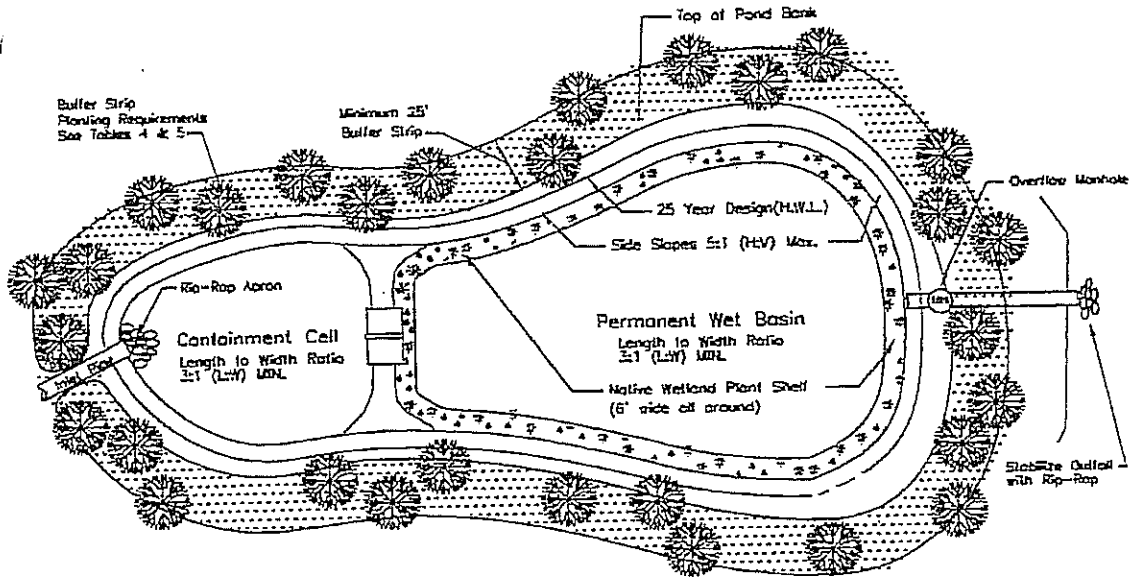 Top of Pond Bank
Buffer Strip
Planting Requirements
See Tables 4 & 5
Minimum 25'
Buffer Strip
Overflow Manhole
25 Year Design(H.W.L.)
Side Slopes 5:1 (H:V) Max.
Rip-Rap Apron
Containment Cell
Length to Width Ratio
3:1 (L:W) MIN.
Permanent Wet Basin
Length to Width Ratio
3:1 (L:W) MIN.
Inlet Pipe
Native Wetland Plant Shelf
(6' wide all around)
Stabilize Outfall
with Rip-Rap